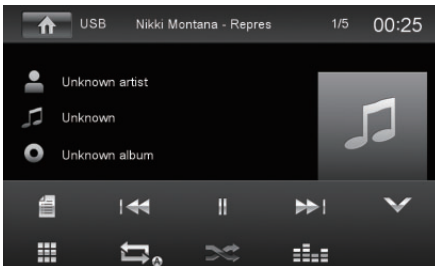 USB Nikki Montana - Repres 1/5 00:25
Unknown artist
Unknown
Unknown album